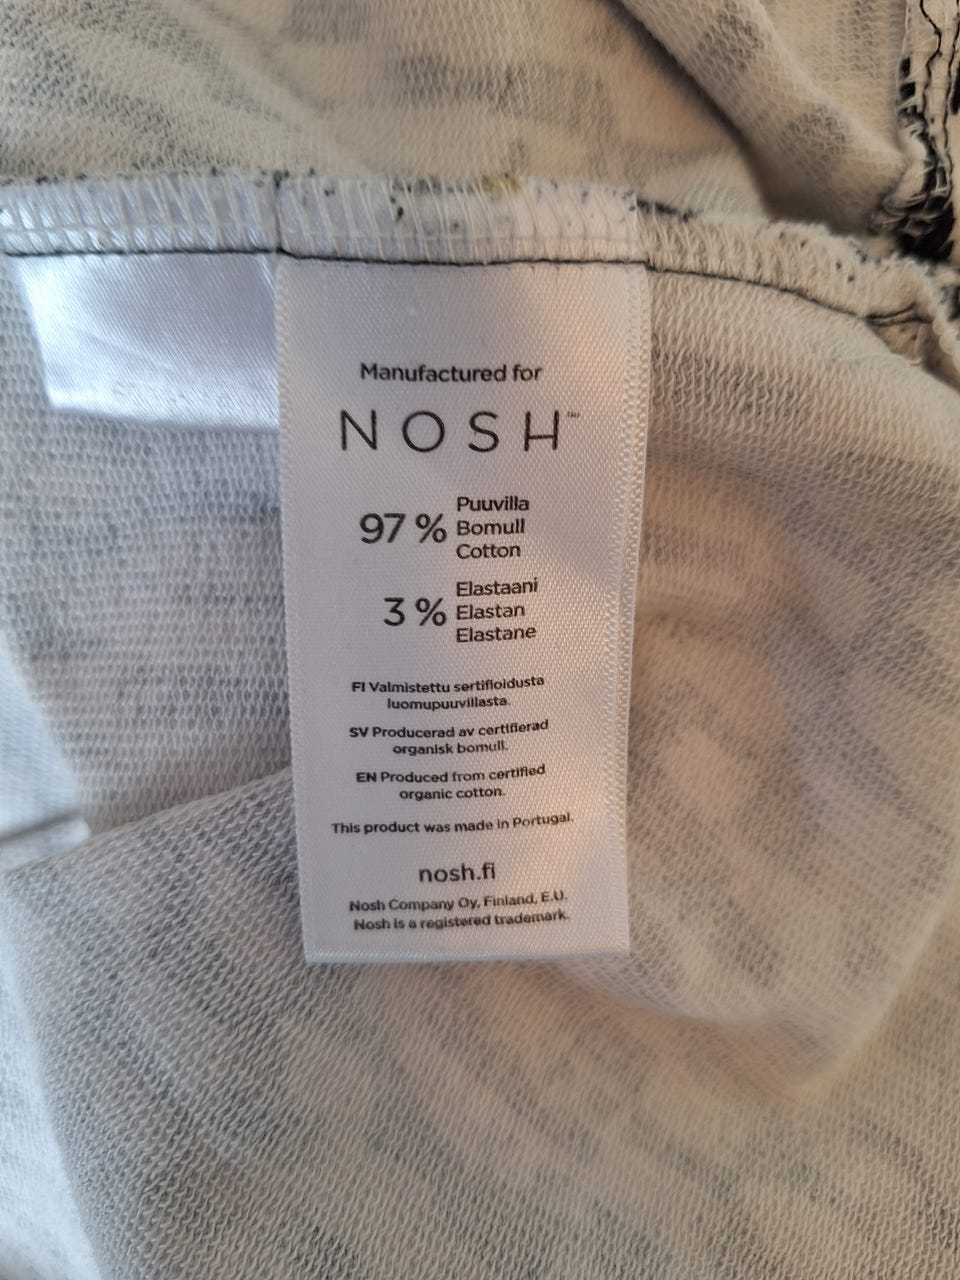 Manufactured for
NOSH™
97 % Puuvilla
Bomull
Cotton
3 % Elastaani
Elastan
Elastane
FI Valmistettu sertifioidusta
luomupuuvillasta.
SV Producerad av certifierad
organisk bomull.
EN Produced from certified
organic cotton.
This product was made in Portugal.
nosh.fi
Nosh Company Oy, Finland, E.U.
Nosh is a registered trademark.